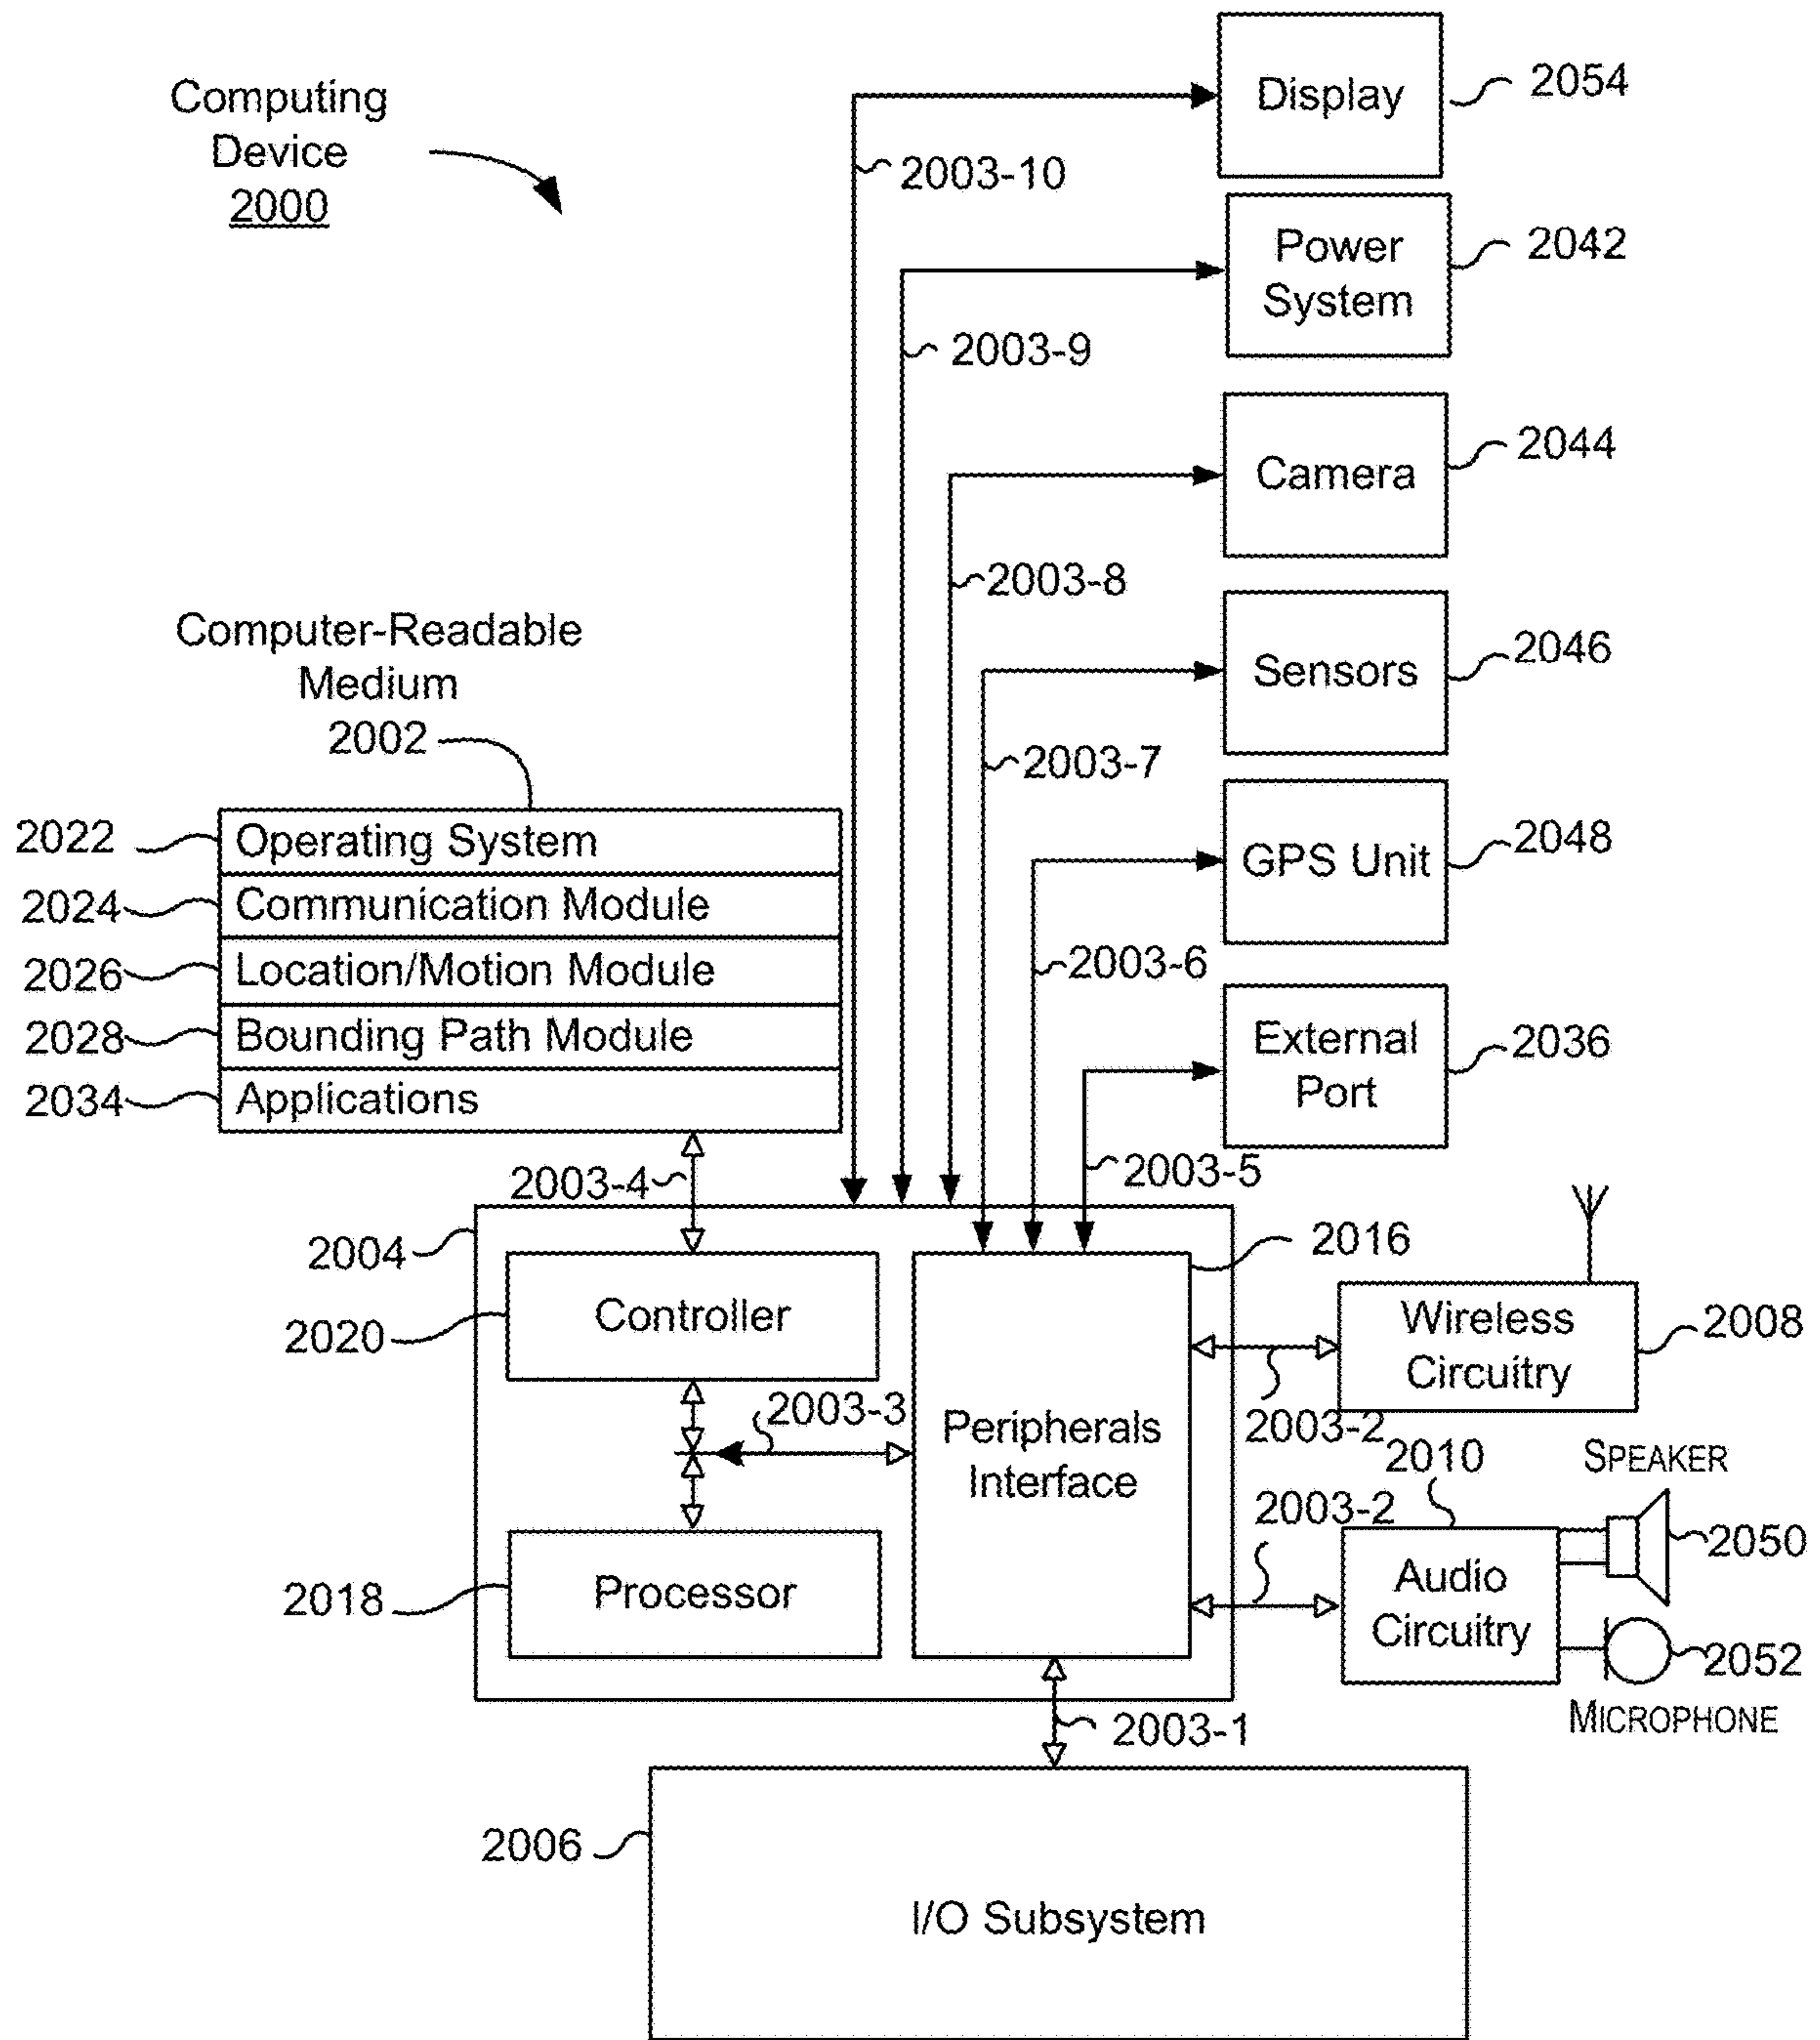 Computing
Device
2000
Display
2054
2003-10
Power
System
2042
2003-9
Camera
2044
2003-8
Computer-Readable
Medium
2002
Sensors
2046
2003-7
2022
Operating System
GPS Unit
2048
2024
Communication Module
2026
Location/Motion Module
2003-6
2028
Bounding Path Module
External
Port
2036
2034
Applications
2003-4
2003-5
2004
2016
2020
Controller
Wireless
Circuitry
2008
2003-3
2003-2
Peripherals
Interface
2010
SPEAKER
2003-2
2050
2018
Processor
Audio
Circuitry
2052
MICROPHONE
2003-1
2006
I/O Subsystem